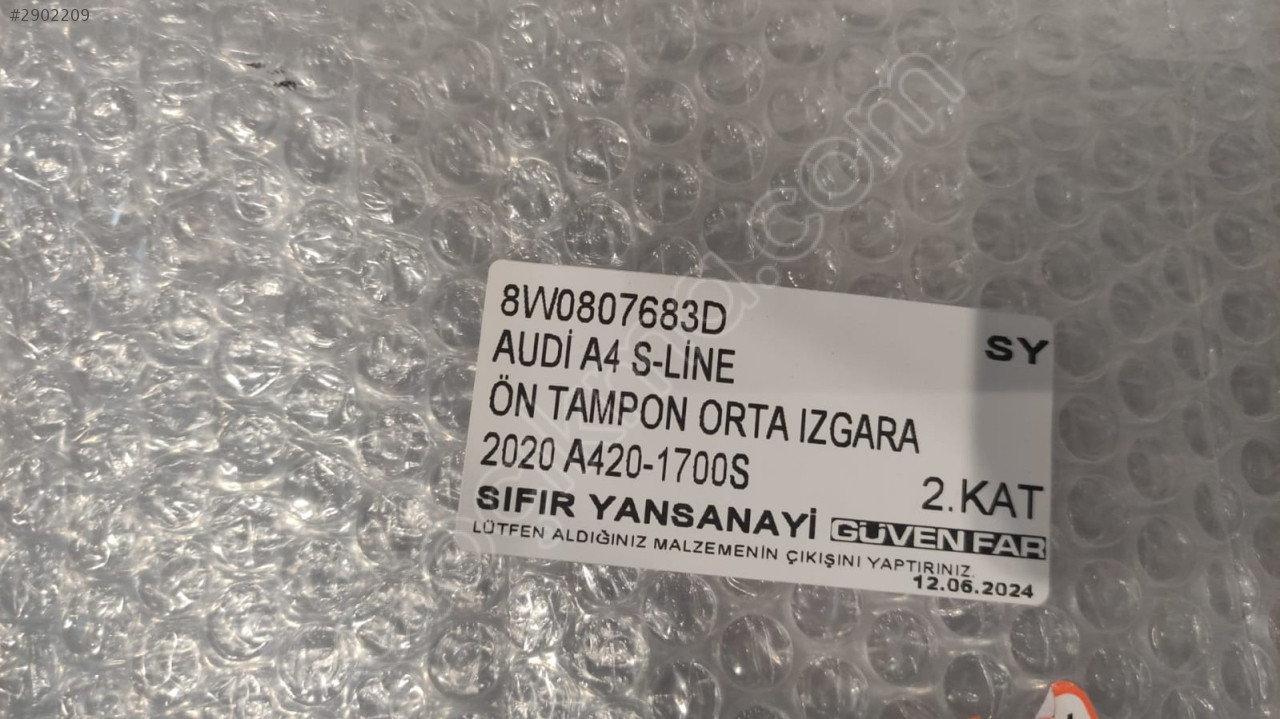 #2902209
8W0807683D
SY
AUDİ A4 S-LİNE
ÖN TAMPON ORTA IZGARA
2020 A420-1700S
2.KAT
SIFIR YANSANAYİ GÜVEN FAR
LÜTFEN ALDIĞINIZ MALZEMENİN ÇIKIŞINI YAPTIRINIZ.
12.06.2024